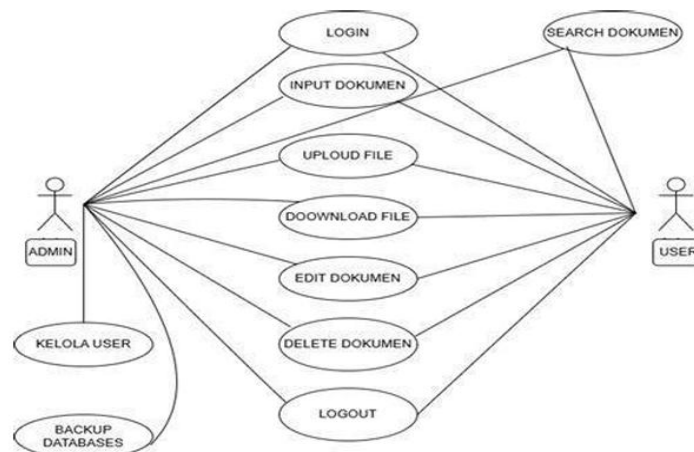 LOGIN
SEARCH DOKUMEN
INPUT DOKUMEN
UPLOUD FILE
DOOWNLOAD FILE
ADMIN
USER
EDIT DOKUMEN
KELOLA USER
DELETE DOKUMEN
LOGOUT
BACKUP
DATABASES